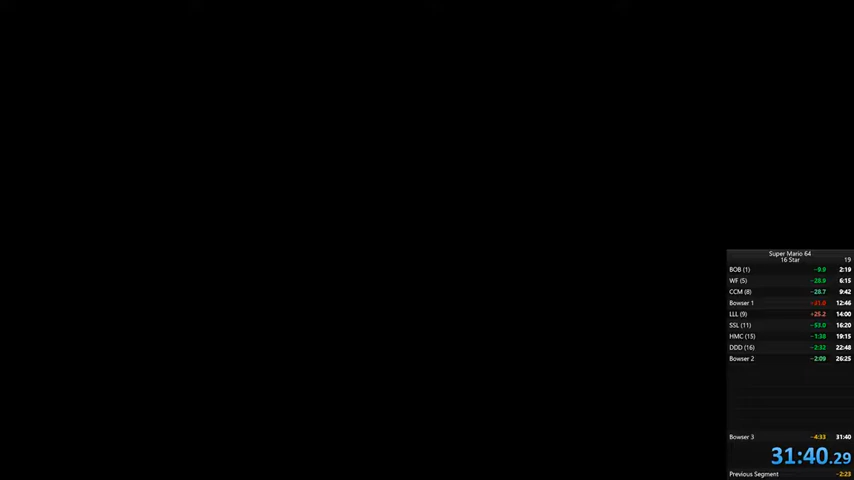 Super Mario 64
16 Star 19
BOB (1) −9.9 2:19
WF (5) −28.9 6:15
CCM (8) −28.7 9:42
Bowser 1 +31.0 12:46
LLL (9) +25.2 14:00
SSL (11) −53.0 16:20
HMC (15) −1:38 19:15
DDD (16) −2:32 22:48
Bowser 2 −2:09 26:25
Bowser 3 −4:33 31:40
31:40.29
Previous Segment −2:23